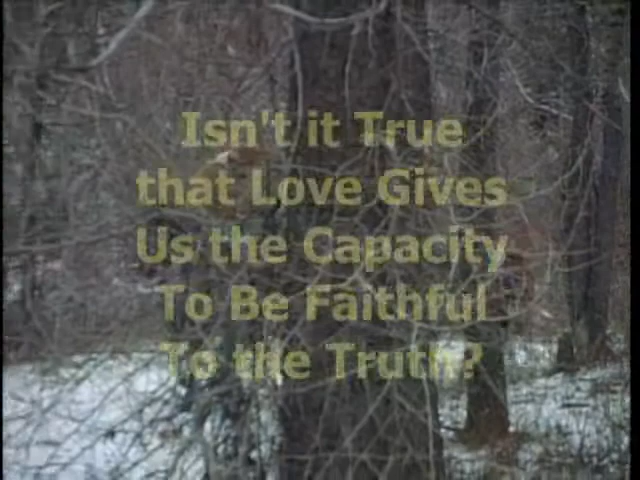 Isn't it True
that Love Gives
Us the Capacity
To Be Faithful
To the Truth?